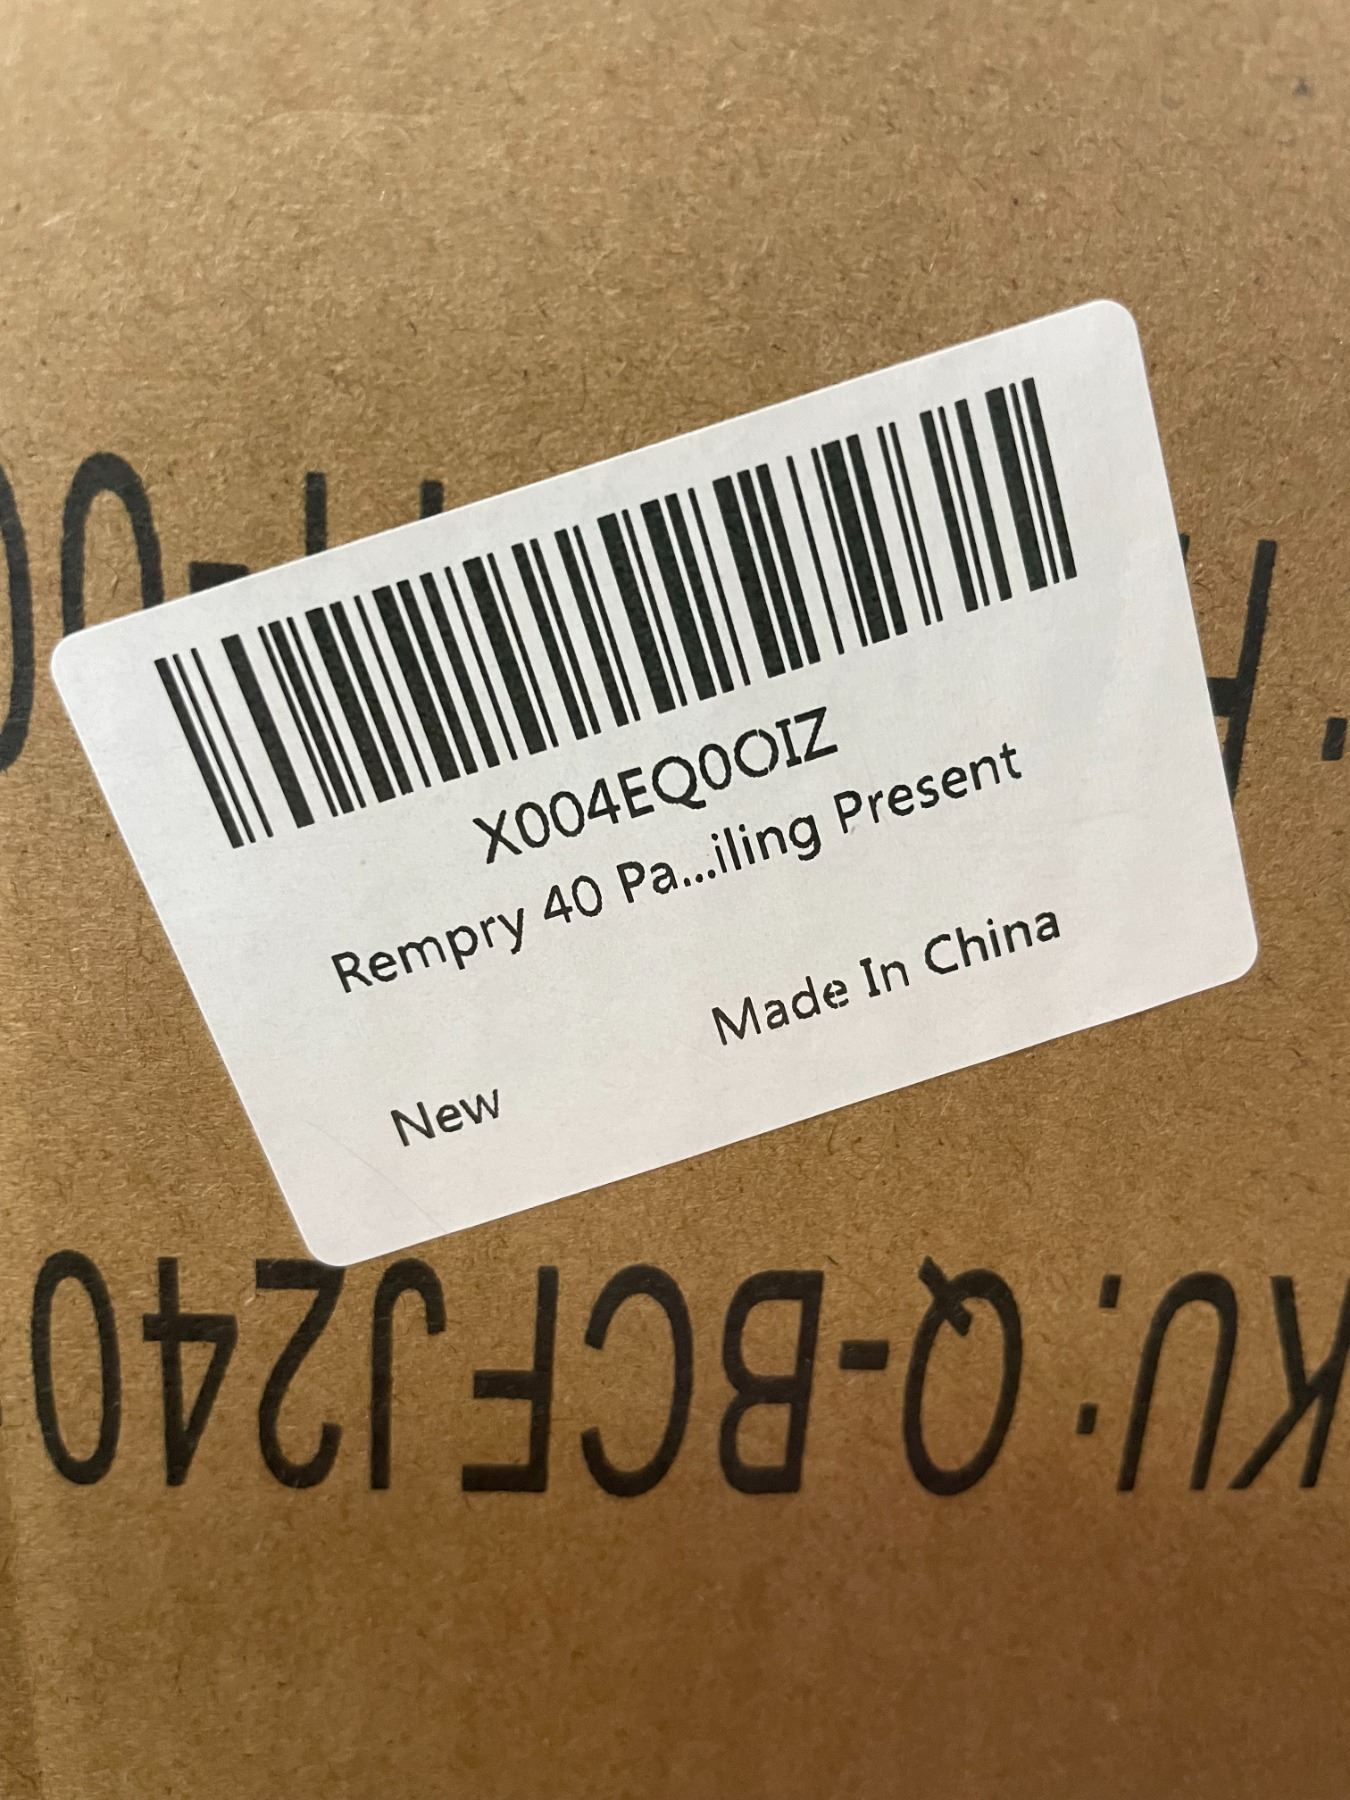 X004EQ0OIZ
Rempry 40 Pa...iling Present
Made In China
New
KU: Q-BCFJ240